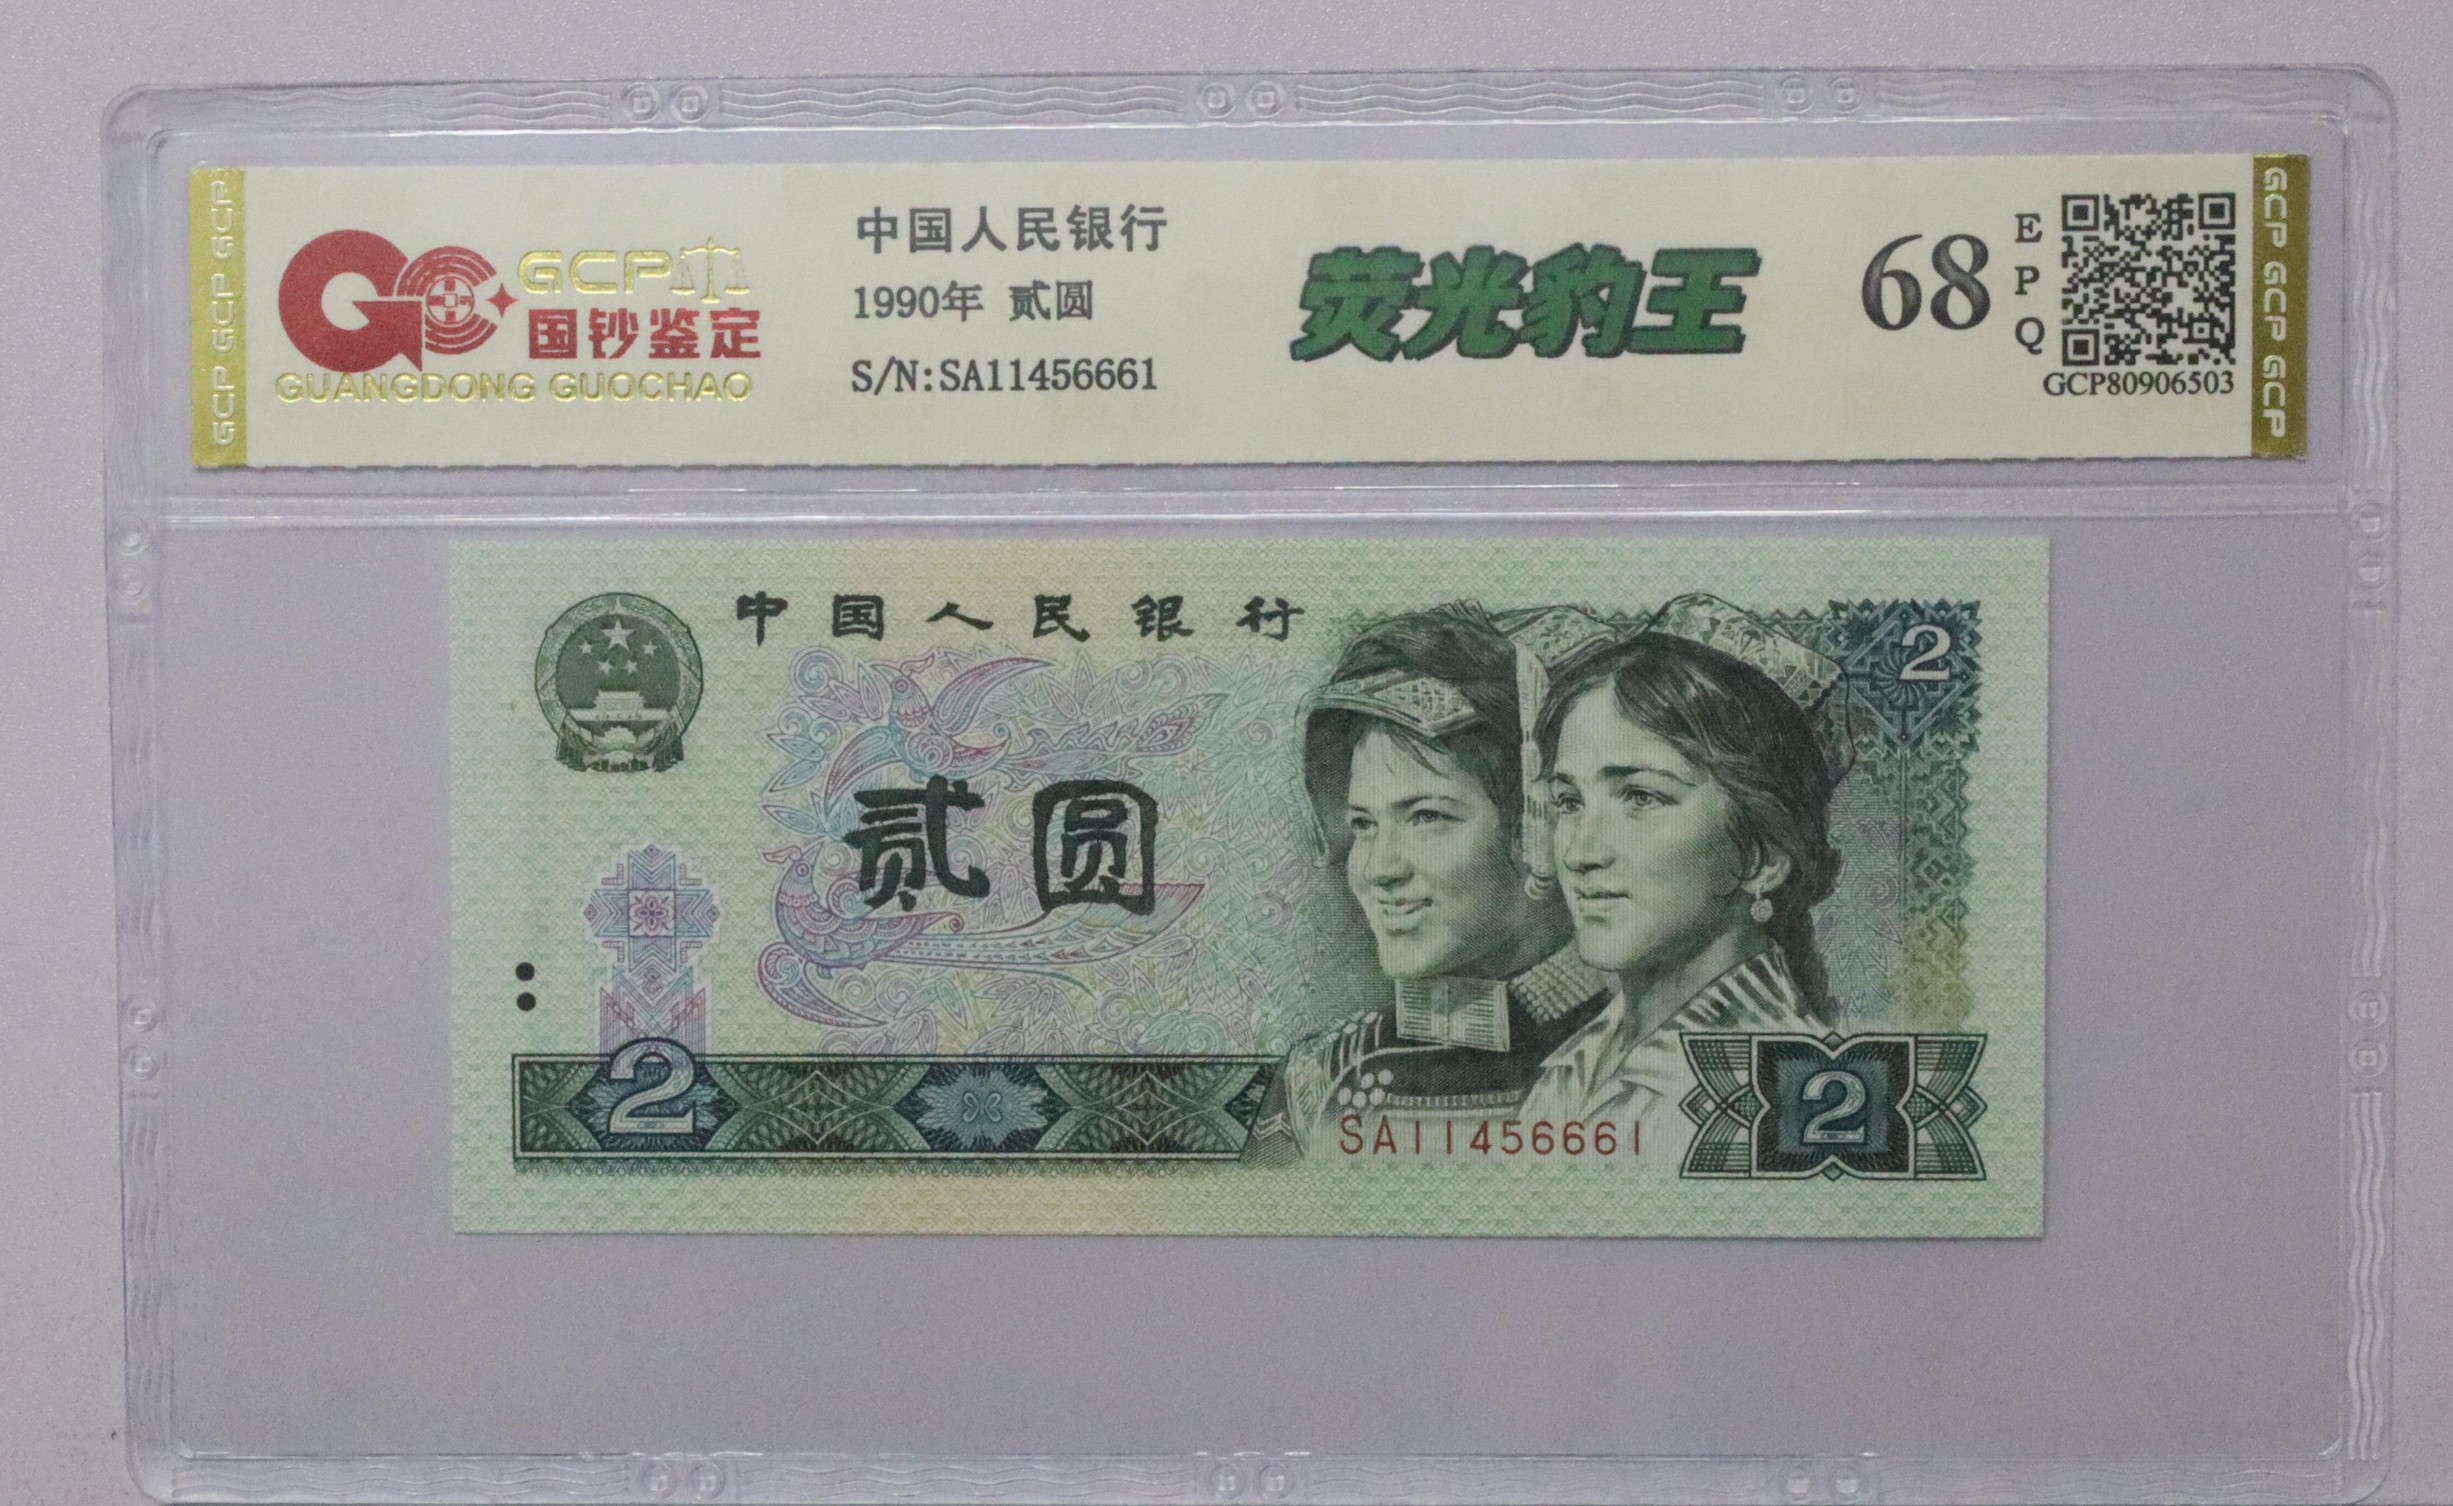 GCP GCP GCP
GCP
国钞鉴定
GUANGDONG GUOCHAO
中国人民银行
1990年 贰圆
S/N:SA11456661
荧光豹王
68
E
P
Q
GCP80906503
GCP GCP GCP
中国人民银行
2
贰圆
2
SA11456661
2